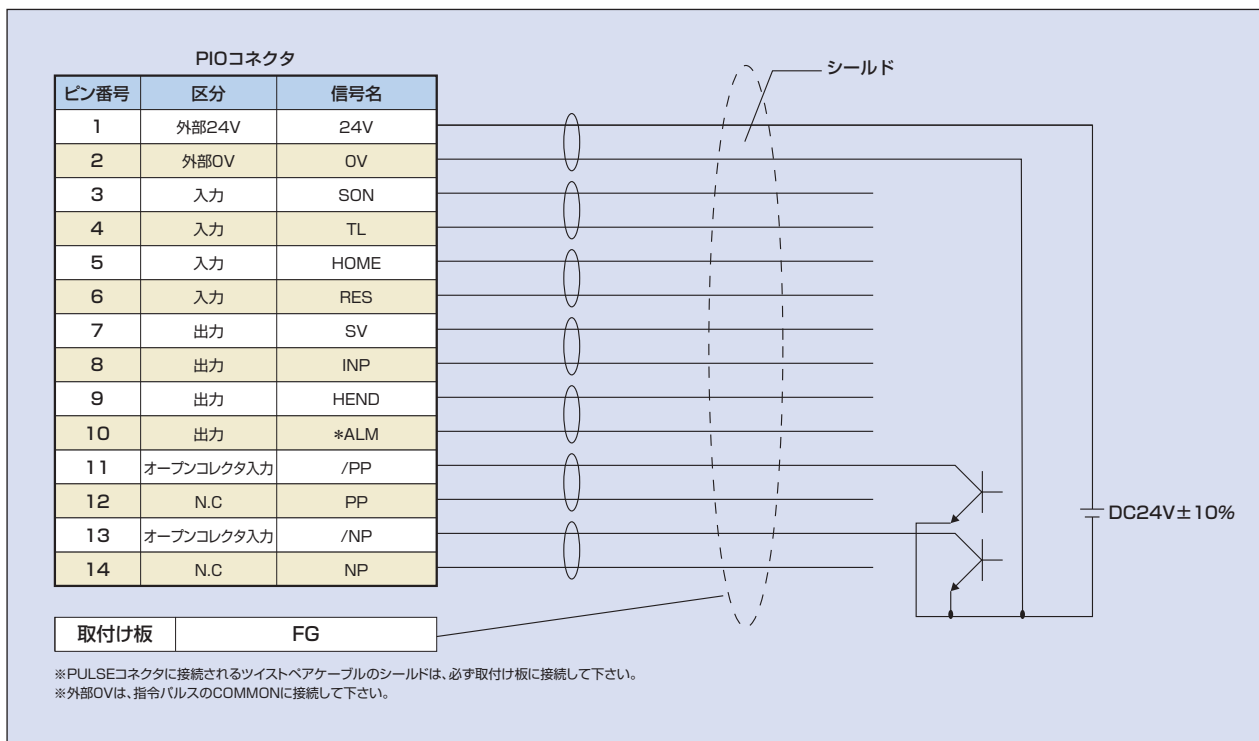 PIOコネクタ
シールド
ピン番号 区分 信号名
1 外部24V 24V
2 外部0V 0V
3 入力 SON
4 入力 TL
5 入力 HOME
6 入力 RES
7 出力 SV
8 出力 INP
9 出力 HEND
10 出力 *ALM
11 オープンコレクタ入力 /PP
12 N.C PP
13 オープンコレクタ入力 /NP
14 N.C NP
DC24V±10%
取付け板 FG
※PULSEコネクタに接続されるツイストペアケーブルのシールドは、必ず取付け板に接続して下さい。
※外部0Vは、指令パルスのCOMMONに接続して下さい。